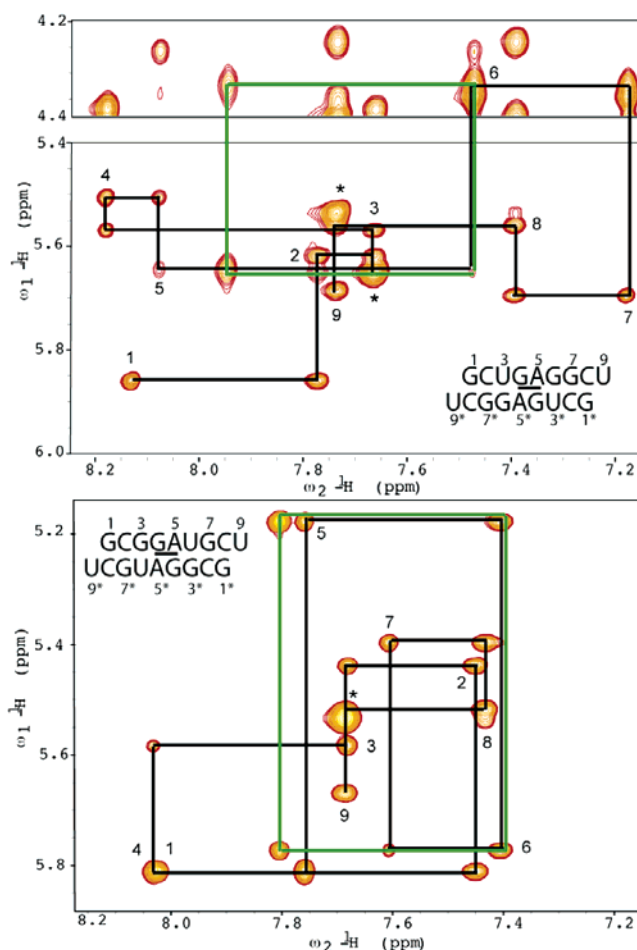 4.2
6
4.4
5.4
4
*
3
8
5.6
2
5
*
9
7
5.8
1
1 3 5 7 9
GCUGAGGCU
UCGGAGUCG
9* 7* 5* 3* 1*
6.0
ω1 ¹H (ppm)
8.2 8.0 7.8 7.6 7.4 7.2
ω2 ¹H (ppm)
1 3 5 7 9
GCGGAUGCU
UCGUAGGCG
9* 7* 5* 3* 1*
5.2
5
7
5.4
2
*
8
5.6
3
9
4 1
6
5.8
ω1 ¹H (ppm)
8.2 8.0 7.8 7.6 7.4 7.2
ω2 ¹H (ppm)